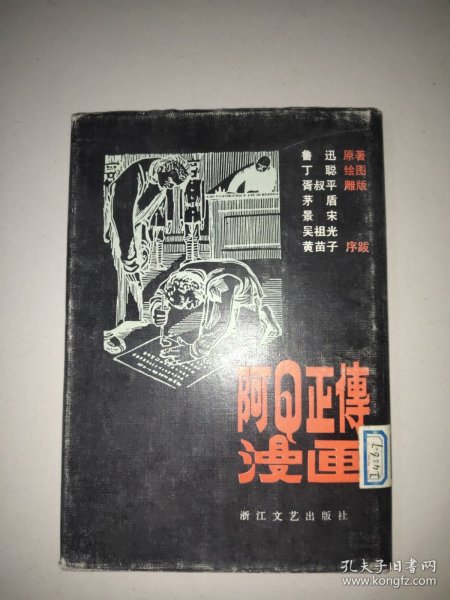 鲁 迅 原著
丁 聪 绘图
胥叔平 雕版
茅 盾
景 宋
吴祖光
黄苗子 序跋
阿Q正傳
漫画
浙江文艺出版社
孔夫子旧书网
www.kongfz.com